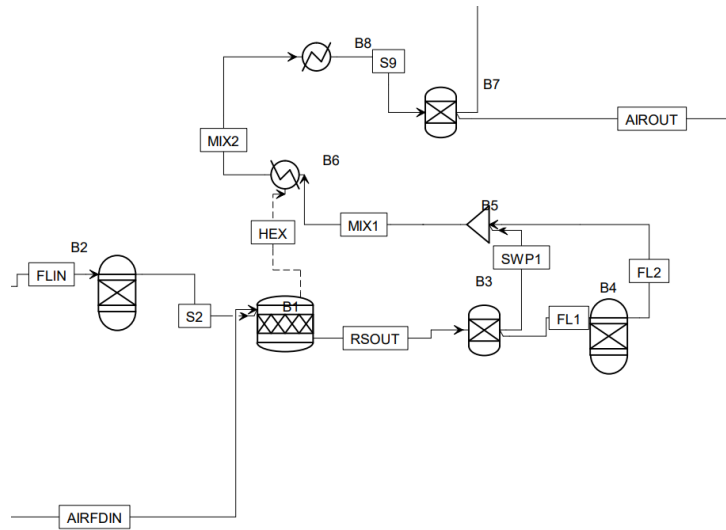 B8
S9
B7
AIROUT
MIX2
B6
B5
MIX1
HEX
SWP1
B2
FLIN
B3
FL2
B4
B1
S2
FL1
RSOUT
AIRFDIN